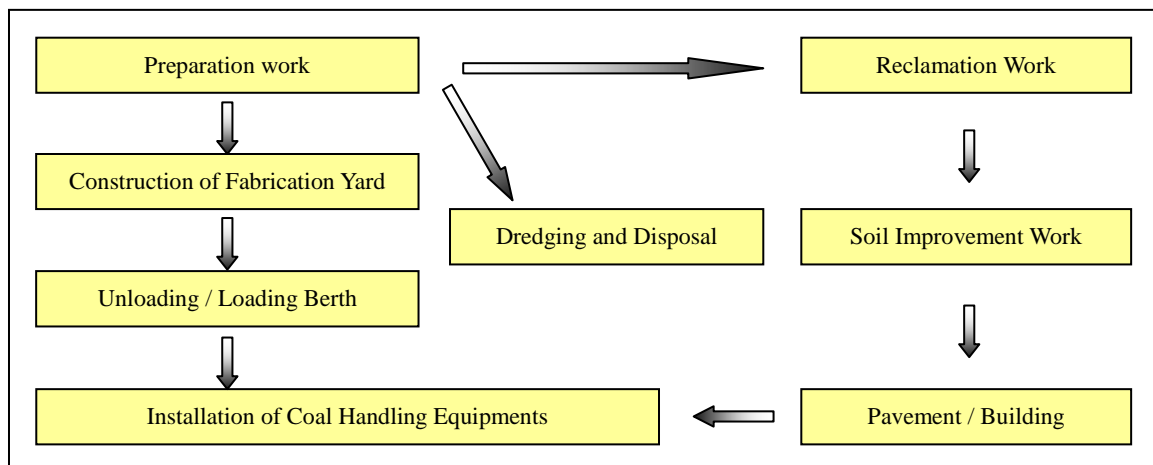 Preparation work
Reclamation Work
Construction of Fabrication Yard
Dredging and Disposal
Soil Improvement Work
Unloading / Loading Berth
Installation of Coal Handling Equipments
Pavement / Building